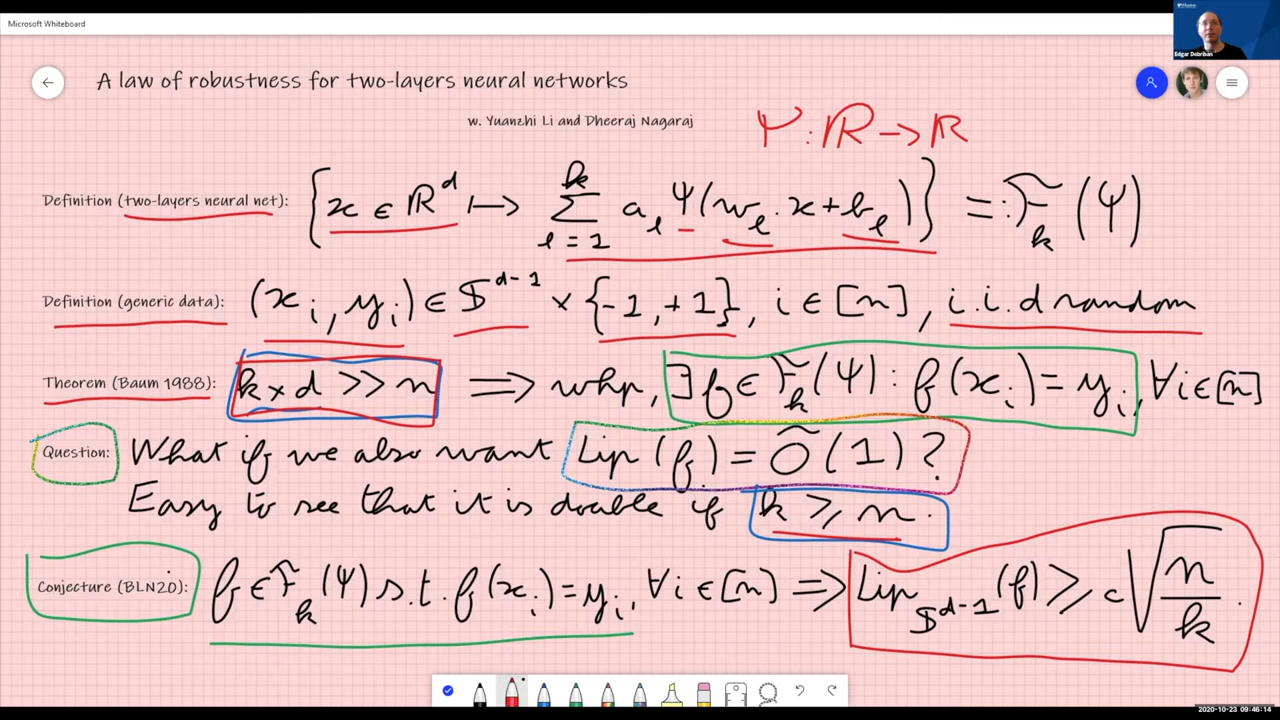 Microsoft Whiteboard
Edgar Dobriban
A law of robustness for two-layers neural networks
w. Yuanzhi Li and Dheeraj Nagaraj
Ψ : ℝ → ℝ
Definition (two-layers neural net): { x ∈ ℝ^d ↦ ∑_{l=1}^{k} a_l Ψ(w_l · x + b_l) } =: F_k(Ψ)
Definition (generic data): (x_i, y_i) ∈ 𝕊^{d-1} × {-1, +1}, i ∈ [n], i.i.d random
Theorem (Baum 1988): k × d >> n ⟹ whp, ∃ f ∈ F_k(Ψ) : f(x_i) = y_i, ∀ i ∈ [n]
Question: What if we also want Lip(f) = Õ(1) ?
Easy to see that it is doable if k ⩾ n.
Conjecture (BLN20): f ∈ F_k(Ψ) s.t. f(x_i) = y_i, ∀ i ∈ [n] ⟹ Lip_{𝕊^{d-1}}(f) ⩾ c √(n/k).
2020-10-23 09:46:14